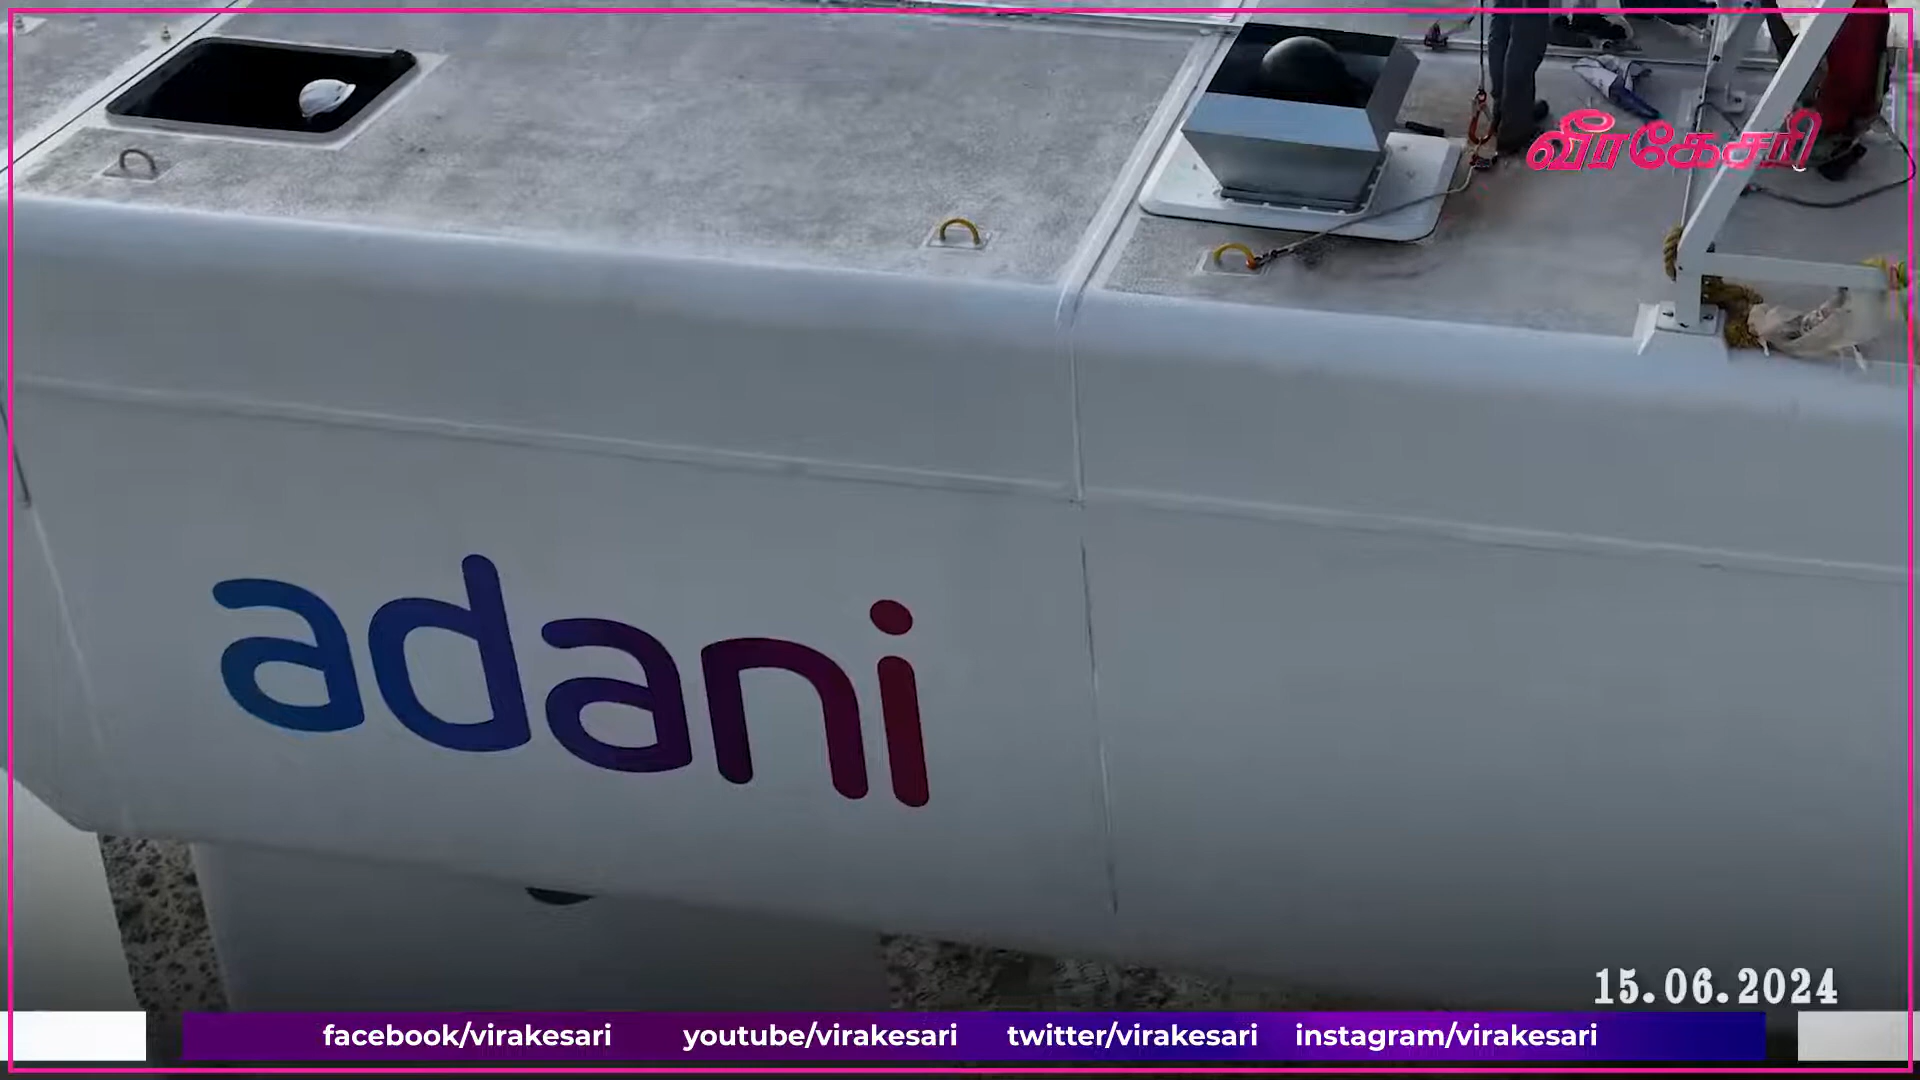 வீரகேசரி
adani
15.06.2024
facebook/virakesari youtube/virakesari twitter/virakesari instagram/virakesari